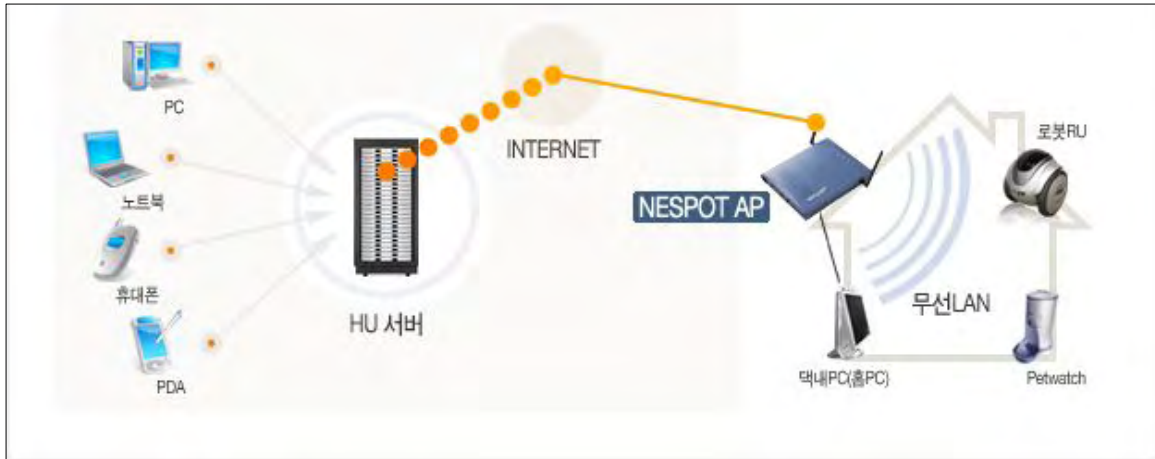 PC
노트북
휴대폰
PDA
HU 서버
INTERNET
NESPOT AP
로봇RU
무선LAN
댁내PC(홈PC)
Petwatch